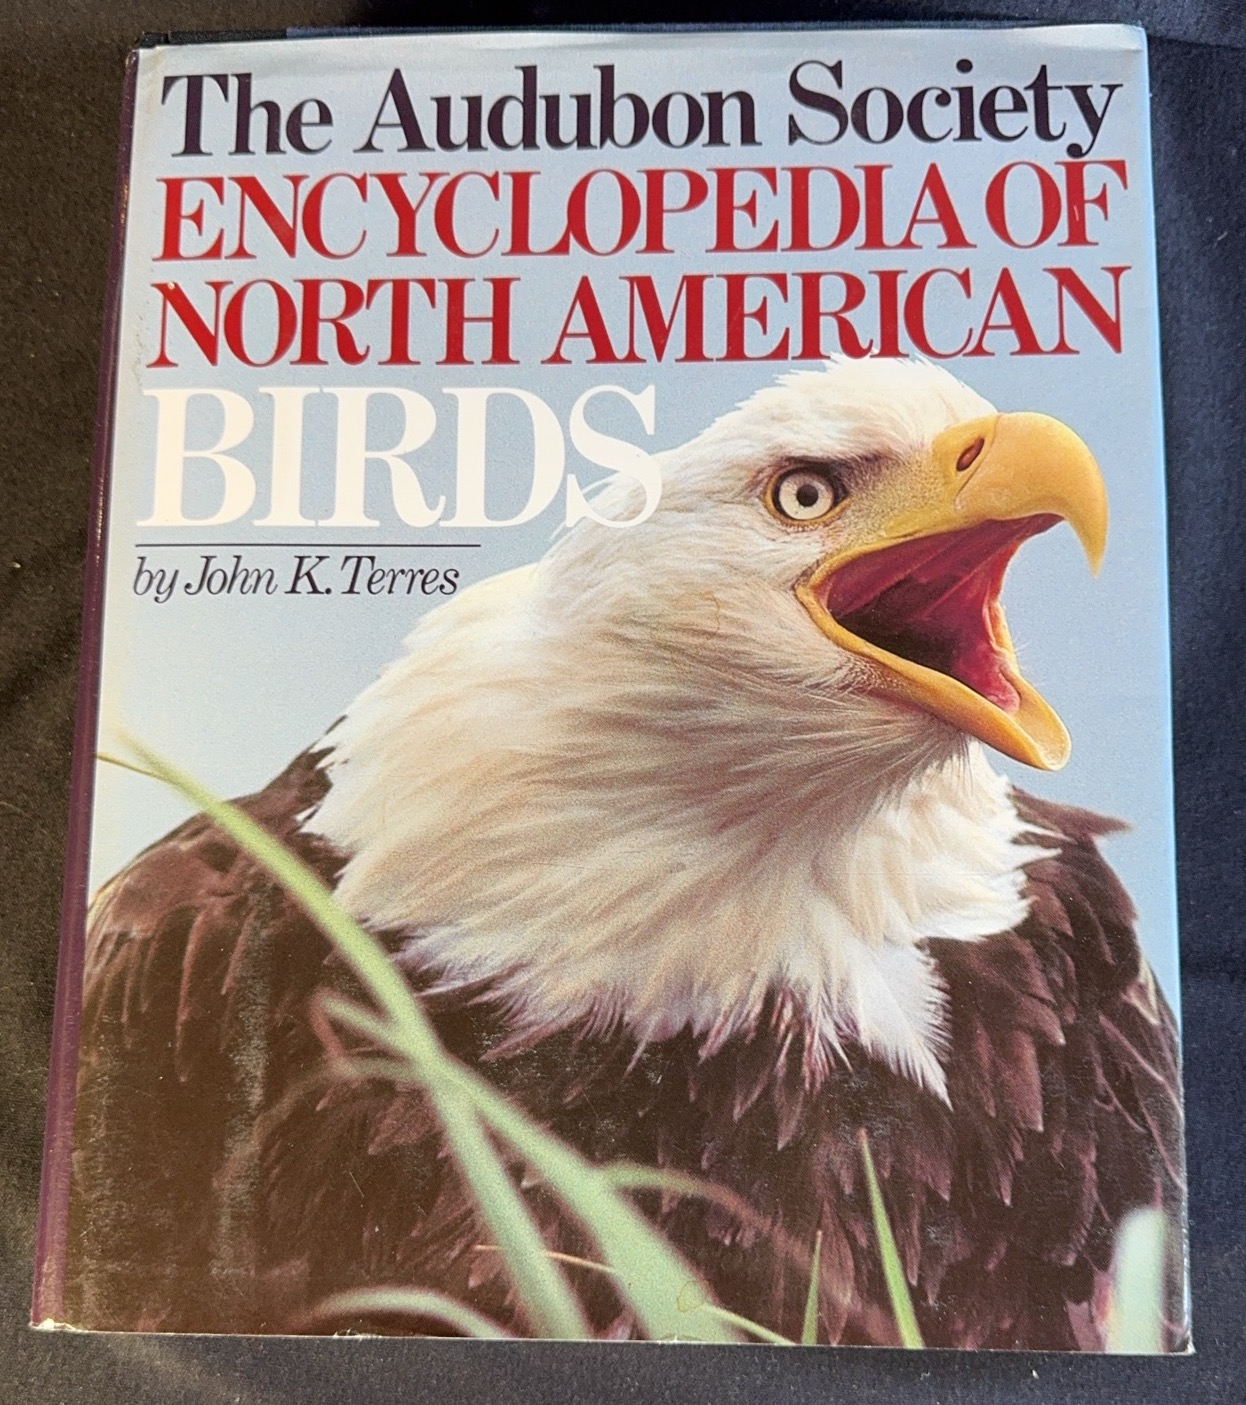 The Audubon Society
ENCYCLOPEDIA OF
NORTH AMERICAN
BIRDS
by John K. Terres